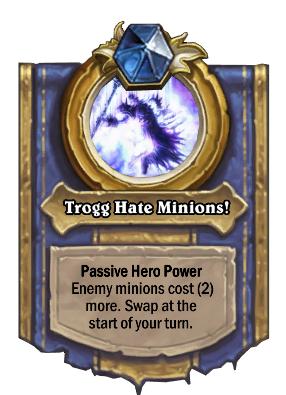 Trogg Hate Minions!
Passive Hero Power
Enemy minions cost (2)
more. Swap at the
start of your turn.